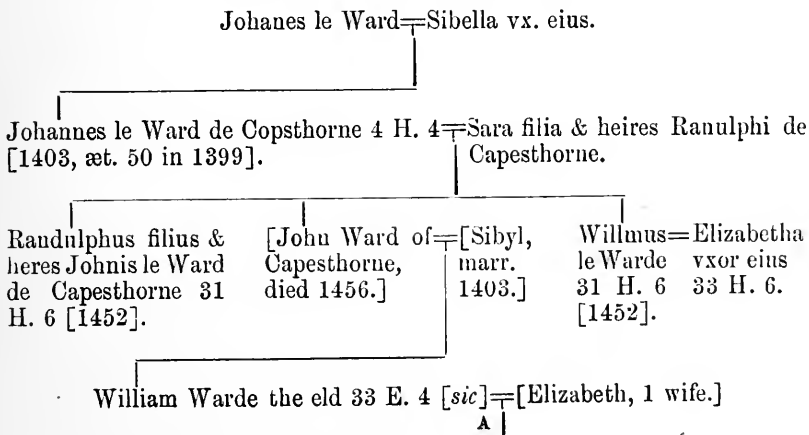 Johanes le Ward=Sibella vx. eius.
Johannes le Ward de Copsthorne 4 H. 4=Sara filia & heires Ranulphi de
[1403, æt. 50 in 1399]. Capesthorne.
Randulphus filius &
heres Johnis le Ward
de Capesthorne 31
H. 6 [1452].
[John Ward of=[Sibyl,
Capesthorne, marr.
died 1456.] 1403.]
Willmus=Elizabetha
le Warde vxor eius
31 H. 6 33 H. 6.
[1452].
William Warde the eld 33 E. 4 [sic]=[Elizabeth, 1 wife.]
A